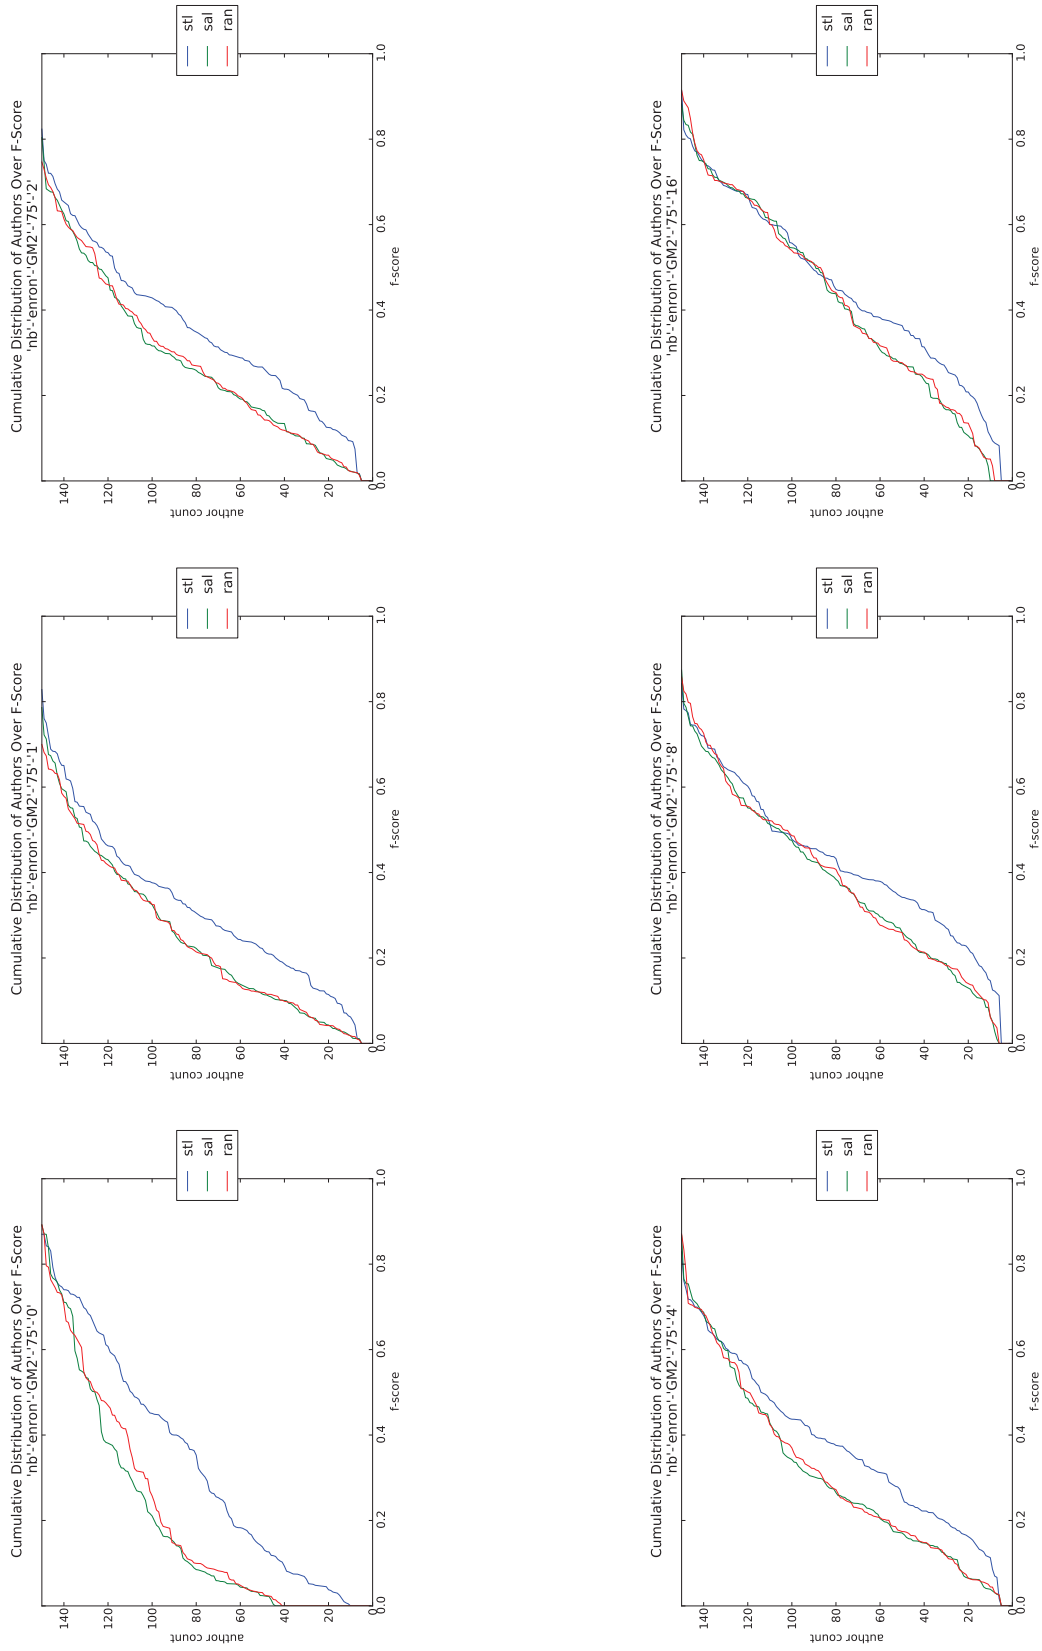 Cumulative Distribution of Authors Over F-Score
'nb'-'enron'-'GM2'-'75'-'0'
author count
140
120
100
80
60
40
20
0
0.0
0.2
0.4
0.6
0.8
1.0
f-score
stl
sal
ran
Cumulative Distribution of Authors Over F-Score
'nb'-'enron'-'GM2'-'75'-'1'
author count
140
120
100
80
60
40
20
0
0.0
0.2
0.4
0.6
0.8
1.0
f-score
stl
sal
ran
Cumulative Distribution of Authors Over F-Score
'nb'-'enron'-'GM2'-'75'-'2'
author count
140
120
100
80
60
40
20
0
0.0
0.2
0.4
0.6
0.8
1.0
f-score
stl
sal
ran
Cumulative Distribution of Authors Over F-Score
'nb'-'enron'-'GM2'-'75'-'4'
author count
140
120
100
80
60
40
20
0
0.0
0.2
0.4
0.6
0.8
1.0
f-score
stl
sal
ran
Cumulative Distribution of Authors Over F-Score
'nb'-'enron'-'GM2'-'75'-'8'
author count
140
120
100
80
60
40
20
0
0.0
0.2
0.4
0.6
0.8
1.0
f-score
stl
sal
ran
Cumulative Distribution of Authors Over F-Score
'nb'-'enron'-'GM2'-'75'-'16'
author count
140
120
100
80
60
40
20
0
0.0
0.2
0.4
0.6
0.8
1.0
f-score
stl
sal
ran